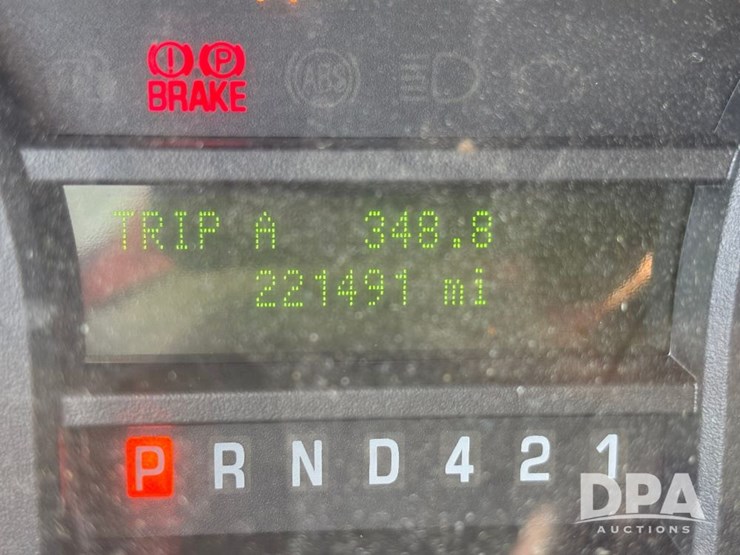 (!) (P) ABS
BRAKE
TRIP A 348.8
221491 mi
P R N D 4 2 1
DPA
AUCTIONS